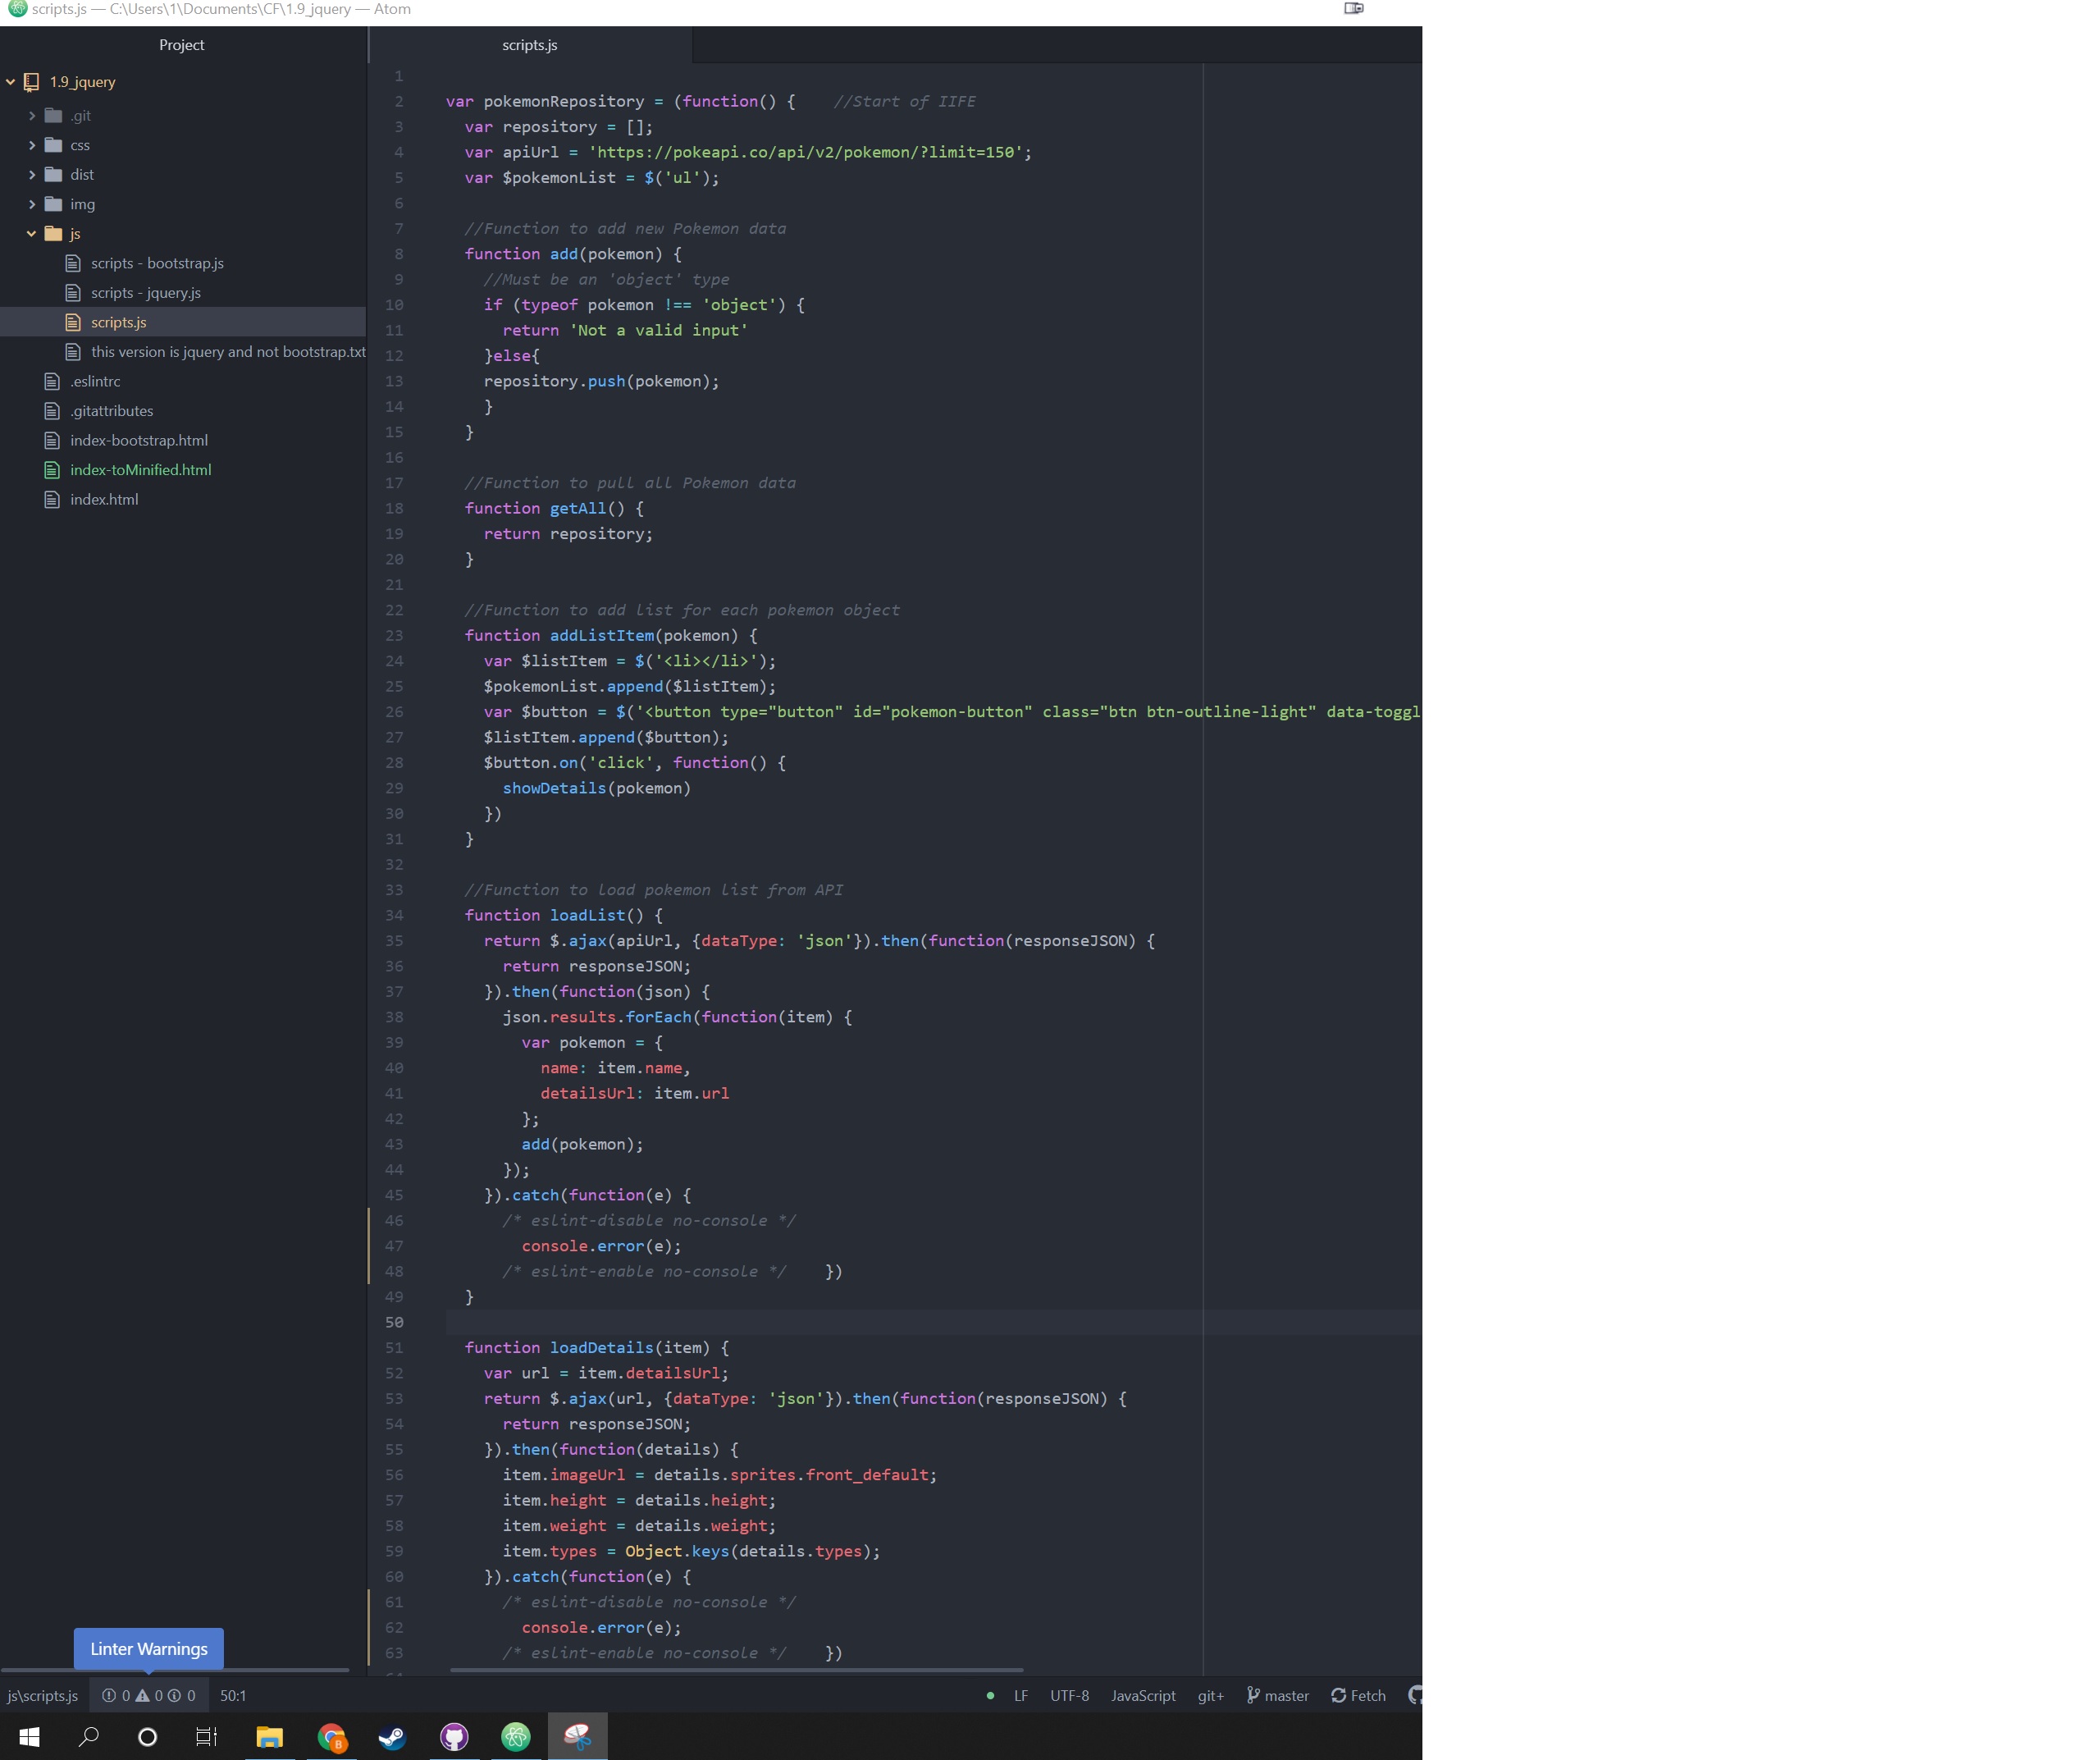 scripts.js — C:\Users\1\Documents\CF\1.9_jquery — Atom
Project
1.9_jquery
.git
css
dist
img
js
scripts - bootstrap.js
scripts - jquery.js
scripts.js
this version is jquery and not bootstrap.txt
.eslintrc
.gitattributes
index-bootstrap.html
index-toMinified.html
index.html
scripts.js
1
2 var pokemonRepository = (function() {    //Start of IIFE
3   var repository = [];
4   var apiUrl = 'https://pokeapi.co/api/v2/pokemon/?limit=150';
5   var $pokemonList = $('ul');
6
7   //Function to add new Pokemon data
8   function add(pokemon) {
9     //Must be an 'object' type
10     if (typeof pokemon !== 'object') {
11       return 'Not a valid input'
12     }else{
13     repository.push(pokemon);
14     }
15   }
16
17   //Function to pull all Pokemon data
18   function getAll() {
19     return repository;
20   }
21
22   //Function to add list for each pokemon object
23   function addListItem(pokemon) {
24     var $listItem = $('<li></li>');
25     $pokemonList.append($listItem);
26     var $button = $('<button type="button" id="pokemon-button" class="btn btn-outline-light" data-toggl
27     $listItem.append($button);
28     $button.on('click', function() {
29       showDetails(pokemon)
30     })
31   }
32
33   //Function to load pokemon list from API
34   function loadList() {
35     return $.ajax(apiUrl, {dataType: 'json'}).then(function(responseJSON) {
36       return responseJSON;
37     }).then(function(json) {
38       json.results.forEach(function(item) {
39         var pokemon = {
40           name: item.name,
41           detailsUrl: item.url
42         };
43         add(pokemon);
44       });
45     }).catch(function(e) {
46       /* eslint-disable no-console */
47         console.error(e);
48       /* eslint-enable no-console */    })
49   }
50
51   function loadDetails(item) {
52     var url = item.detailsUrl;
53     return $.ajax(url, {dataType: 'json'}).then(function(responseJSON) {
54       return responseJSON;
55     }).then(function(details) {
56       item.imageUrl = details.sprites.front_default;
57       item.height = details.height;
58       item.weight = details.weight;
59       item.types = Object.keys(details.types);
60     }).catch(function(e) {
61       /* eslint-disable no-console */
62         console.error(e);
63       /* eslint-enable no-console */    })
Linter Warnings
js\scripts.js 0 0 0 50:1 LF UTF-8 JavaScript git+ master Fetch
B